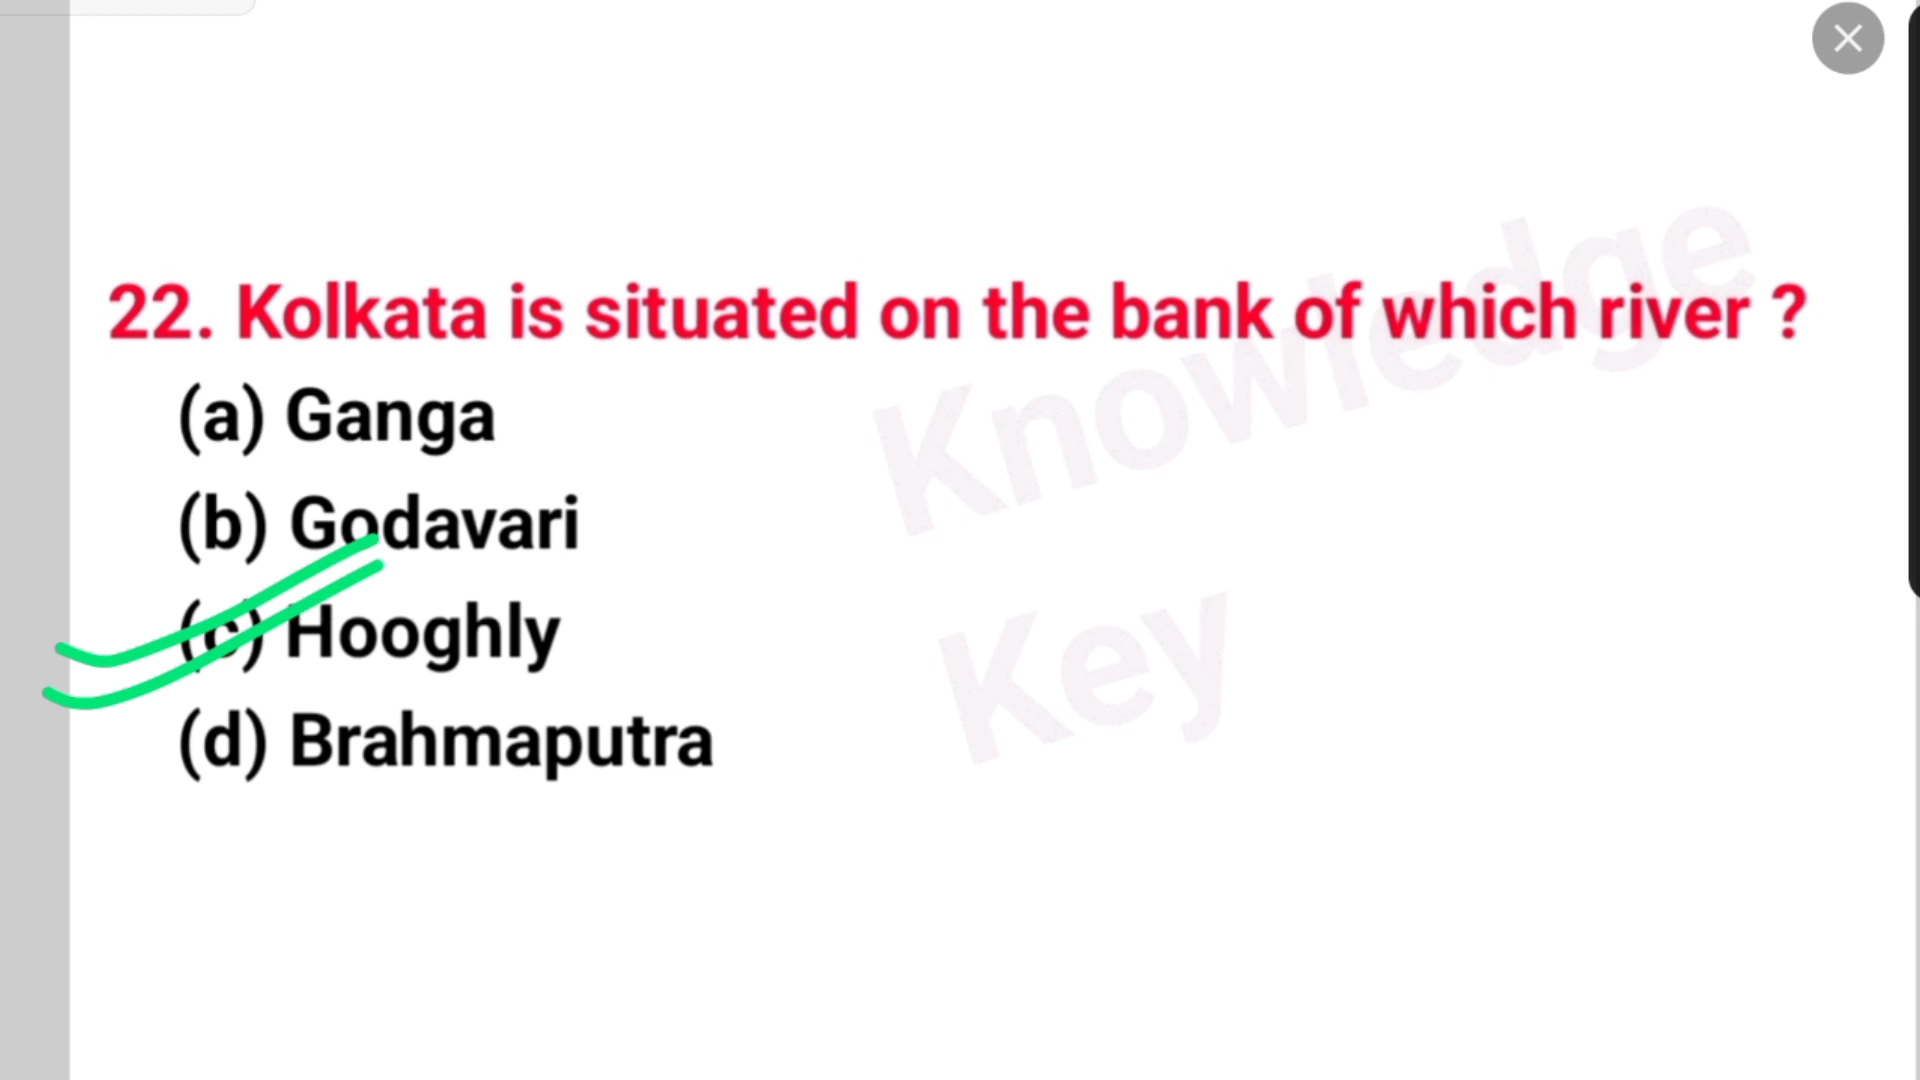 22. Kolkata is situated on the bank of which river ?
(a) Ganga
(b) Godavari
(c) Hooghly
(d) Brahmaputra
Knowledge
Key